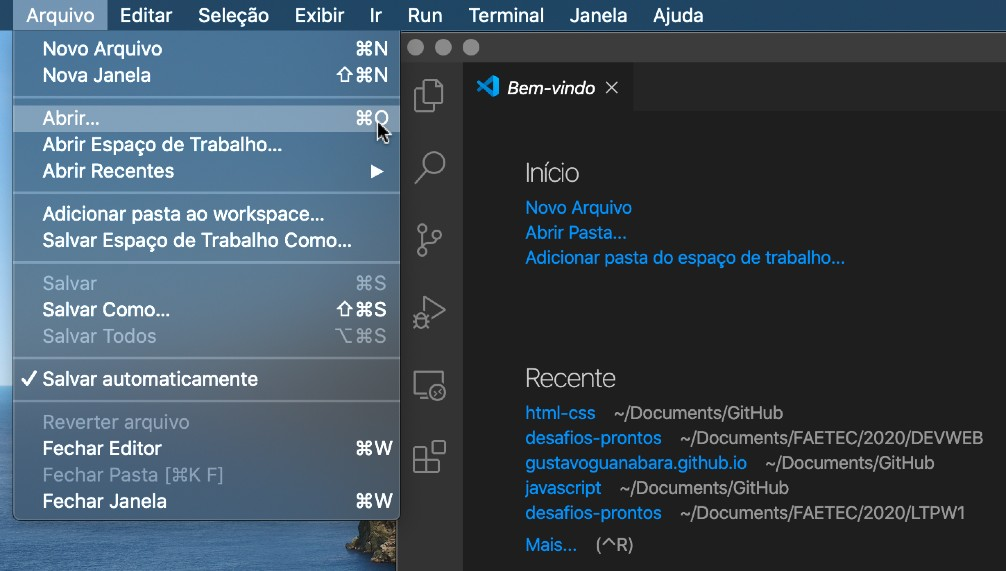 Arquivo Editar Seleção Exibir Ir Run Terminal Janela Ajuda
Novo Arquivo ⌘N
Nova Janela ⇧⌘N
Abrir... ⌘O
Abrir Espaço de Trabalho...
Abrir Recentes ▶
Adicionar pasta ao workspace...
Salvar Espaço de Trabalho Como...
Salvar ⌘S
Salvar Como... ⇧⌘S
Salvar Todos ⌥⌘S
✓ Salvar automaticamente
Reverter arquivo
Fechar Editor ⌘W
Fechar Pasta [⌘K F]
Fechar Janela ⌘W
Bem-vindo ×
Início
Novo Arquivo
Abrir Pasta...
Adicionar pasta do espaço de trabalho...
Recente
html-css ~/Documents/GitHub
desafios-prontos ~/Documents/FAETEC/2020/DEVWEB
gustavoguanabara.github.io ~/Documents/GitHub
javascript ~/Documents/GitHub
desafios-prontos ~/Documents/FAETEC/2020/LTPW1
Mais... (^R)